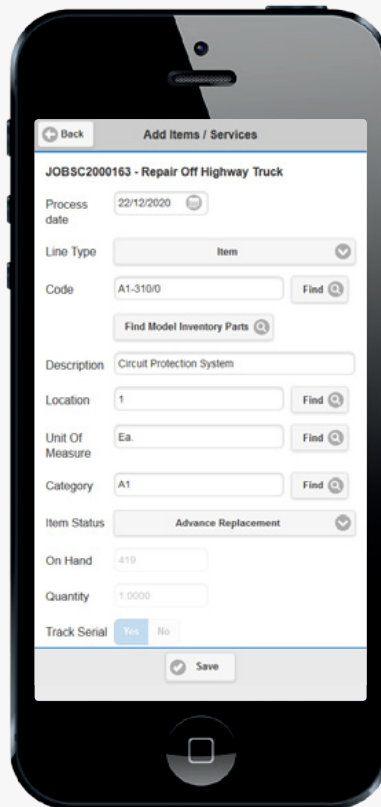 Back
Add Items / Services
JOBSC2000163 - Repair Off Highway Truck
Process date
22/12/2020
Line Type
Item
Code
A1-310/0
Find
Find Model Inventory Parts
Description
Circuit Protection System
Location
1
Find
Unit Of Measure
Ea.
Find
Category
A1
Find
Item Status
Advance Replacement
On Hand
419
Quantity
1.0000
Track Serial
Yes
No
Save